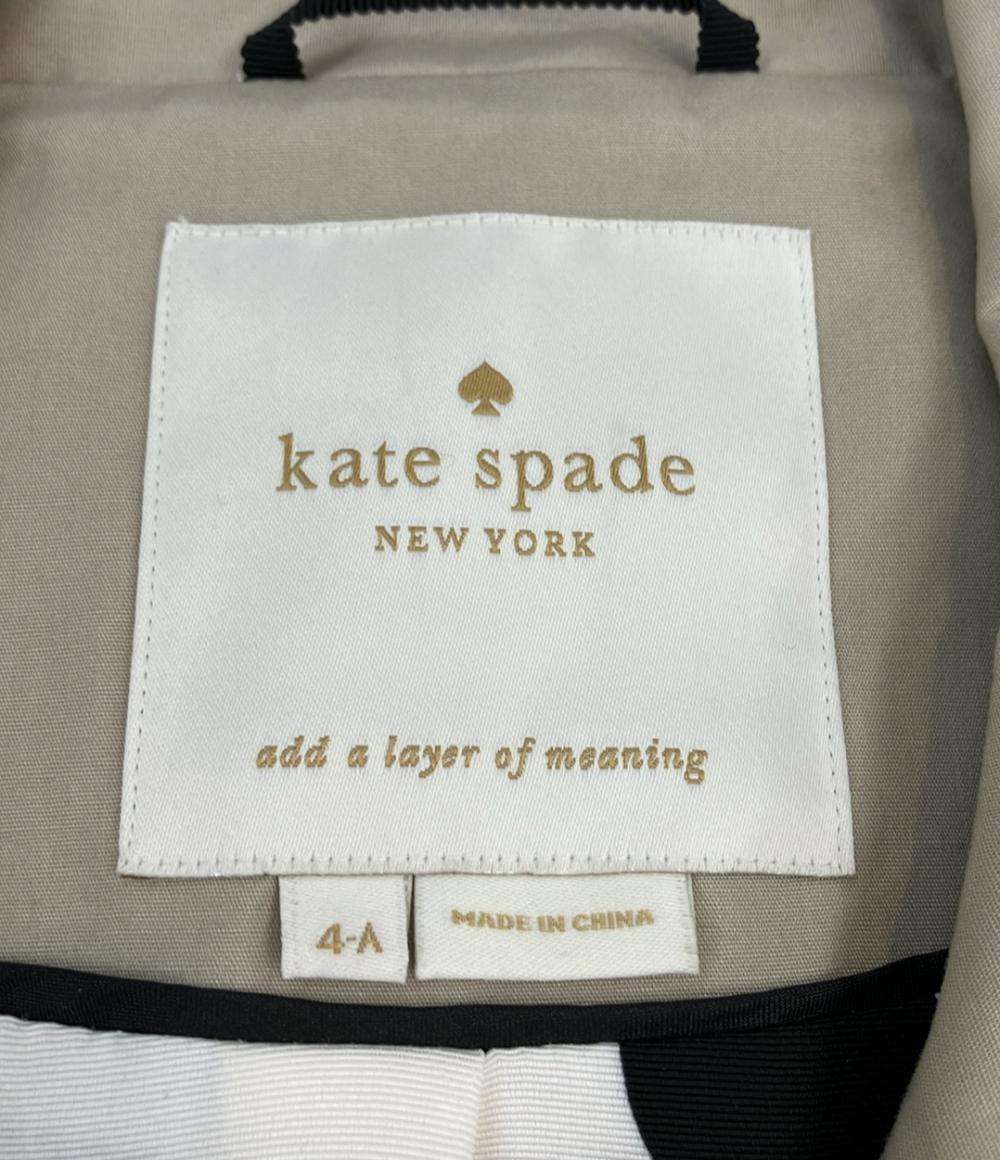 kate spade
NEW YORK
add a layer of meaning
4-A
MADE IN CHINA